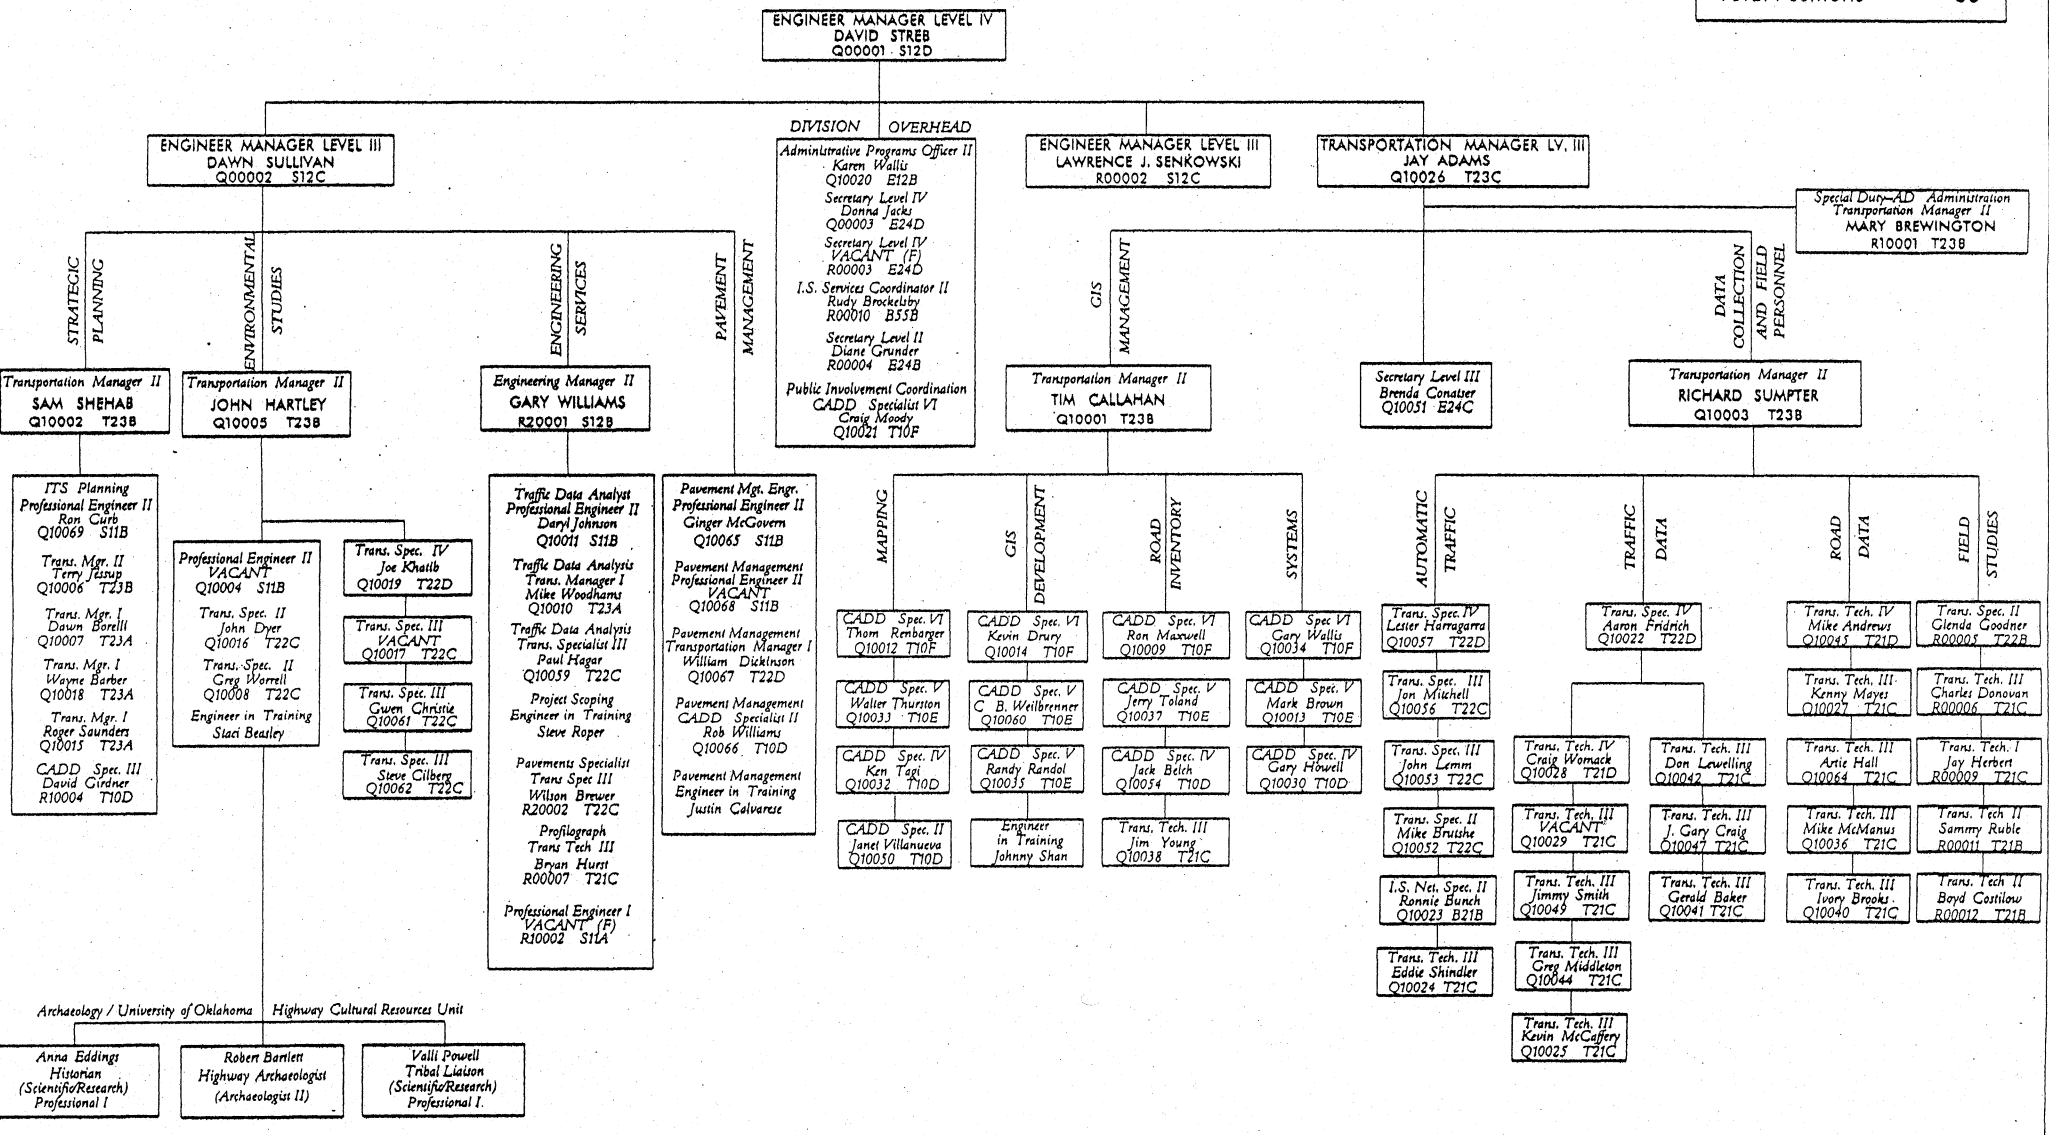 ENGINEER MANAGER LEVEL IV
DAVID STREB
Q00001 S12D
ENGINEER MANAGER LEVEL III
DAWN SULLIVAN
Q00002 S12C
DIVISION OVERHEAD
Administrative Programs Officer II
Karen Wallis
Q10020 E12B
Secretary Level IV
Donna Jacks
Q00003 E24D
Secretary Level IV
VACANT (F)
R00003 E24D
I.S. Services Coordinator II
Rudy Brockelsby
R00010 B55B
Secretary Level II
Diane Grunder
R00004 E24B
Public Involvement Coordination
CADD Specialist VI
Craig Moody
Q10021 T10F
ENGINEER MANAGER LEVEL III
LAWRENCE J. SENKOWSKI
R00002 S12C
TRANSPORTATION MANAGER LV. III
JAY ADAMS
Q10026 T23C
Special Duty-AD Administration
Transportation Manager II
MARY BREWINGTON
R10001 T23B
STRATEGIC
PLANNING
ENVIRONMENTAL
STUDIES
ENGINEERING
SERVICES
PAVEMENT
MANAGEMENT
GIS
MANAGEMENT
DATA
COLLECTION
AND FIELD
PERSONNEL
Transportation Manager II
SAM SHEHAB
Q10002 T23B
Transportation Manager II
JOHN HARTLEY
Q10005 T23B
Engineering Manager II
GARY WILLIAMS
R20001 S12B
Transportation Manager II
TIM CALLAHAN
Q10001 T23B
Secretary Level III
Brenda Conatser
Q10051 E24C
Transportation Manager II
RICHARD SUMPTER
Q10003 T23B
ITS Planning
Professional Engineer II
Ron Curb
Q10069 S11B
Trans. Mgr. II
Terry Jessup
Q10006 T23B
Trans. Mgr. I
Dawn Borelli
Q10007 T23A
Trans. Mgr. I
Wayne Barber
Q10018 T23A
Trans. Mgr. I
Roger Saunders
Q10015 T23A
CADD Spec. III
David Girdner
R10004 T10D
Professional Engineer II
VACANT
Q10004 S11B
Trans. Spec. II
John Dyer
Q10016 T22C
Trans. Spec. II
Greg Worrell
Q10008 T22C
Engineer in Training
Staci Beasley
Trans. Spec. IV
Joe Khatib
Q10019 T22D
Trans. Spec. III
VACANT
Q10017 T22C
Trans. Spec. III
Gwen Christie
Q10061 T22C
Trans. Spec. III
Steve Gilberg
Q10062 T22C
Traffic Data Analyst
Professional Engineer II
Daryl Johnson
Q10011 S11B
Traffic Data Analysis
Trans. Manager I
Mike Woodhams
Q10010 T23A
Traffic Data Analysis
Trans. Specialist III
Paul Hagar
Q10059 T22C
Project Scoping
Engineer in Training
Steve Roper
Pavements Specialist
Trans Spec III
Wilson Brewer
R20002 T22C
Profilograph
Trans Tech III
Bryan Hurst
R00007 T21C
Professional Engineer I
VACANT (F)
R10002 S11A
Pavement Mgt. Engr.
Professional Engineer II
Ginger McGovern
Q10065 S11B
Pavement Management
Professional Engineer II
VACANT
Q10068 S11B
Pavement Management
Transportation Manager I
William Dickinson
Q10067 T22D
Pavement Management
CADD Specialist II
Rob Williams
Q10066 T10D
Pavement Management
Engineer in Training
Justin Calvarese
MAPPING
GIS
DEVELOPMENT
ROAD
INVENTORY
SYSTEMS
AUTOMATIC
TRAFFIC
TRAFFIC
DATA
ROAD
DATA
FIELD
STUDIES
CADD Spec. VI
Thom Renbarger
Q10012 T10F
CADD Spec. V
Walter Thurston
Q10033 T10E
CADD Spec. IV
Ken Tagi
Q10032 T10D
CADD Spec. II
Janet Villanueva
Q10050 T10D
CADD Spec. VI
Kevin Drury
Q10014 T10F
CADD Spec. V
C B. Weilbrenner
Q10060 T10E
CADD Spec. V
Randy Randol
Q10035 T10E
Engineer
in Training
Johnny Shan
CADD Spec. VI
Ron Maxwell
Q10009 T10F
CADD Spec. V
Jerry Toland
Q10037 T10E
CADD Spec. IV
Jack Belch
Q10054 T10D
Trans. Tech. III
Jim Young
Q10038 T21C
CADD Spec VI
Gary Wallis
Q10034 T10F
CADD Spec. V
Mark Brown
Q10013 T10E
CADD Spec. IV
Gary Howell
Q10030 T10D
Trans. Spec. IV
Lester Harragarra
Q10057 T22D
Trans. Spec. III
Jon Mitchell
Q10056 T22C
Trans. Spec. III
John Lemm
Q10053 T22C
Trans. Spec. II
Mike Brutshe
Q10052 T22C
I.S. Net. Spec. II
Ronnie Bunch
Q10023 B21B
Trans. Tech. III
Eddie Shindler
Q10024 T21C
Trans. Spec. IV
Aaron Fridrich
Q10022 T22D
Trans. Tech. IV
Craig Womack
Q10028 T21D
Trans. Tech. III
VACANT
Q10029 T21C
Trans. Tech. III
Jimmy Smith
Q10049 T21C
Trans. Tech. III
Greg Middleton
Q10044 T21C
Trans. Tech. III
Kevin McCaffery
Q10025 T21C
Trans. Tech. III
Don Lewelling
Q10042 T21C
Trans. Tech. III
J. Gary Craig
Q10047 T21C
Trans. Tech. III
Gerald Baker
Q10041 T21C
Trans. Tech. IV
Mike Andrews
Q10045 T21D
Trans. Tech. III
Kenny Mayes
Q10027 T21C
Trans. Tech. III
Artie Hall
Q10064 T21C
Trans. Tech. III
Mike McManus
Q10036 T21C
Trans. Tech. III
Ivory Brooks
Q10040 T21C
Trans. Spec. II
Glenda Goodner
R00005 T22B
Trans. Tech. III
Charles Donovan
R00006 T21C
Trans. Tech. I
Jay Herbert
R00009 T21C
Trans. Tech II
Sammy Ruble
R00011 T21B
Trans. Tech II
Boyd Costilow
R00012 T21B
Archaeology / University of Oklahoma Highway Cultural Resources Unit
Anna Eddings
Historian
(Scientific/Research)
Professional I
Robert Bartlett
Highway Archaeologist
(Archaeologist II)
Valli Powell
Tribal Liaison
(Scientific/Research)
Professional I.